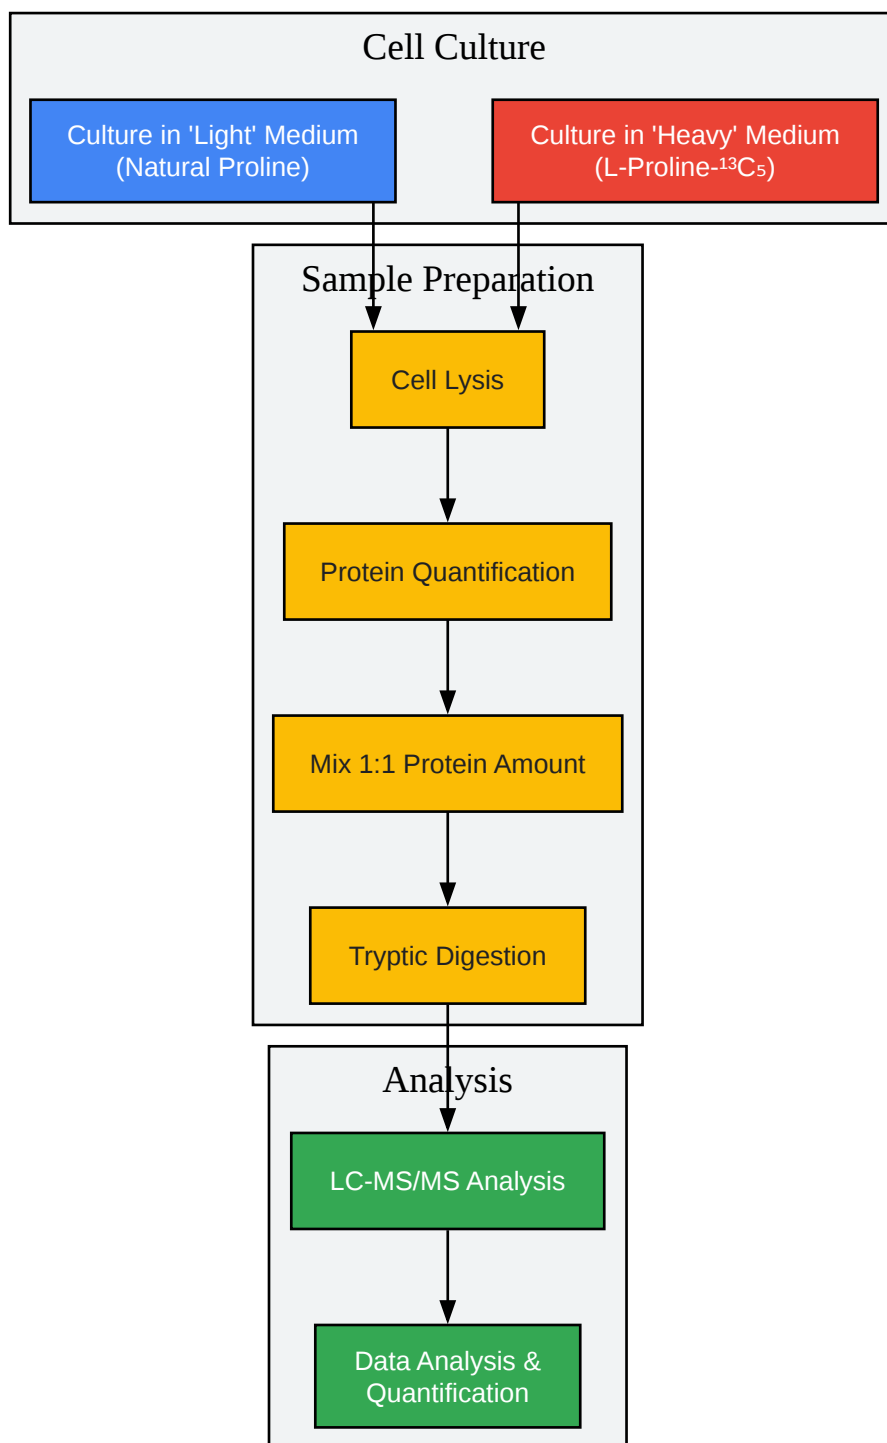 Cell Culture
Culture in 'Light' Medium
(Natural Proline)
Culture in 'Heavy' Medium
(L-Proline-¹³C₅)
Sample Preparation
Cell Lysis
Protein Quantification
Mix 1:1 Protein Amount
Tryptic Digestion
Analysis
LC-MS/MS Analysis
Data Analysis &
Quantification